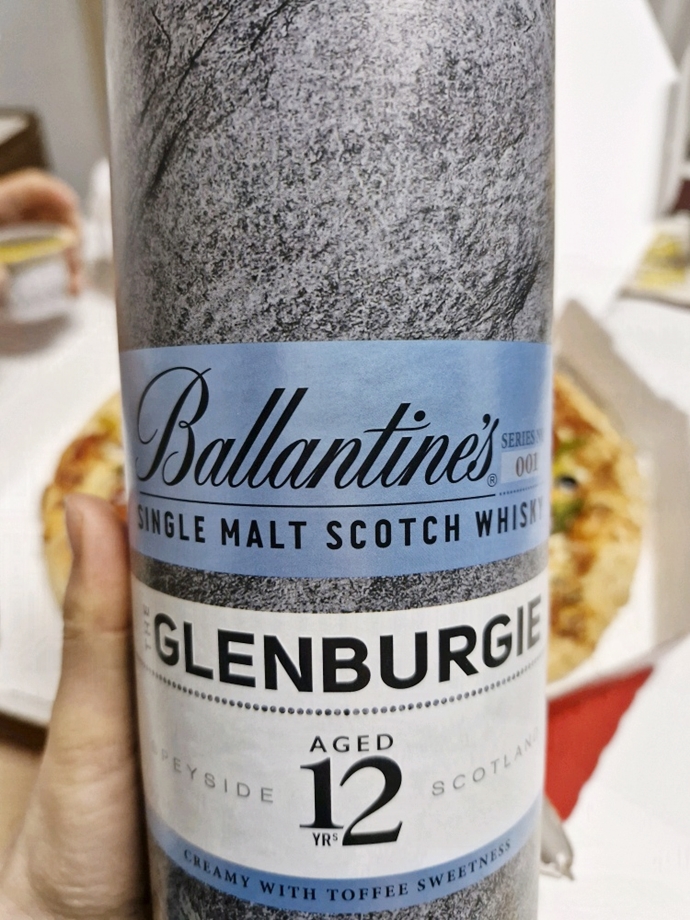 Ballantine's®
SERIES
001
SINGLE MALT SCOTCH WHISKY
THE
GLENBURGIE
AGED
12
YRS
SPEYSIDE SCOTLAND
CREAMY WITH TOFFEE SWEETNESS